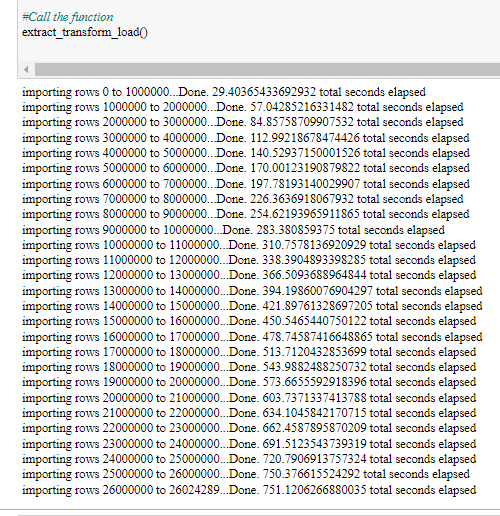 #Call the function
extract_transform_load()
importing rows 0 to 1000000...Done. 29.40365433692932 total seconds elapsed
importing rows 1000000 to 2000000...Done. 57.04285216331482 total seconds elapsed
importing rows 2000000 to 3000000...Done. 84.85758709907532 total seconds elapsed
importing rows 3000000 to 4000000...Done. 112.99218678474426 total seconds elapsed
importing rows 4000000 to 5000000...Done. 140.52937150001526 total seconds elapsed
importing rows 5000000 to 6000000...Done. 170.00123190879822 total seconds elapsed
importing rows 6000000 to 7000000...Done. 197.78193140029907 total seconds elapsed
importing rows 7000000 to 8000000...Done. 226.3636918067932 total seconds elapsed
importing rows 8000000 to 9000000...Done. 254.62193965911865 total seconds elapsed
importing rows 9000000 to 10000000...Done. 283.380859375 total seconds elapsed
importing rows 10000000 to 11000000...Done. 310.7578136920929 total seconds elapsed
importing rows 11000000 to 12000000...Done. 338.3904893398285 total seconds elapsed
importing rows 12000000 to 13000000...Done. 366.5093688964844 total seconds elapsed
importing rows 13000000 to 14000000...Done. 394.19860076904297 total seconds elapsed
importing rows 14000000 to 15000000...Done. 421.89761328697205 total seconds elapsed
importing rows 15000000 to 16000000...Done. 450.5465440750122 total seconds elapsed
importing rows 16000000 to 17000000...Done. 478.74587416648865 total seconds elapsed
importing rows 17000000 to 18000000...Done. 513.7120432853699 total seconds elapsed
importing rows 18000000 to 19000000...Done. 543.9882488250732 total seconds elapsed
importing rows 19000000 to 20000000...Done. 573.6655592918396 total seconds elapsed
importing rows 20000000 to 21000000...Done. 603.7371337413788 total seconds elapsed
importing rows 21000000 to 22000000...Done. 634.1045842170715 total seconds elapsed
importing rows 22000000 to 23000000...Done. 662.4587895870209 total seconds elapsed
importing rows 23000000 to 24000000...Done. 691.5123543739319 total seconds elapsed
importing rows 24000000 to 25000000...Done. 720.7906913757324 total seconds elapsed
importing rows 25000000 to 26000000...Done. 750.376615524292 total seconds elapsed
importing rows 26000000 to 26024289...Done. 751.1206266880035 total seconds elapsed